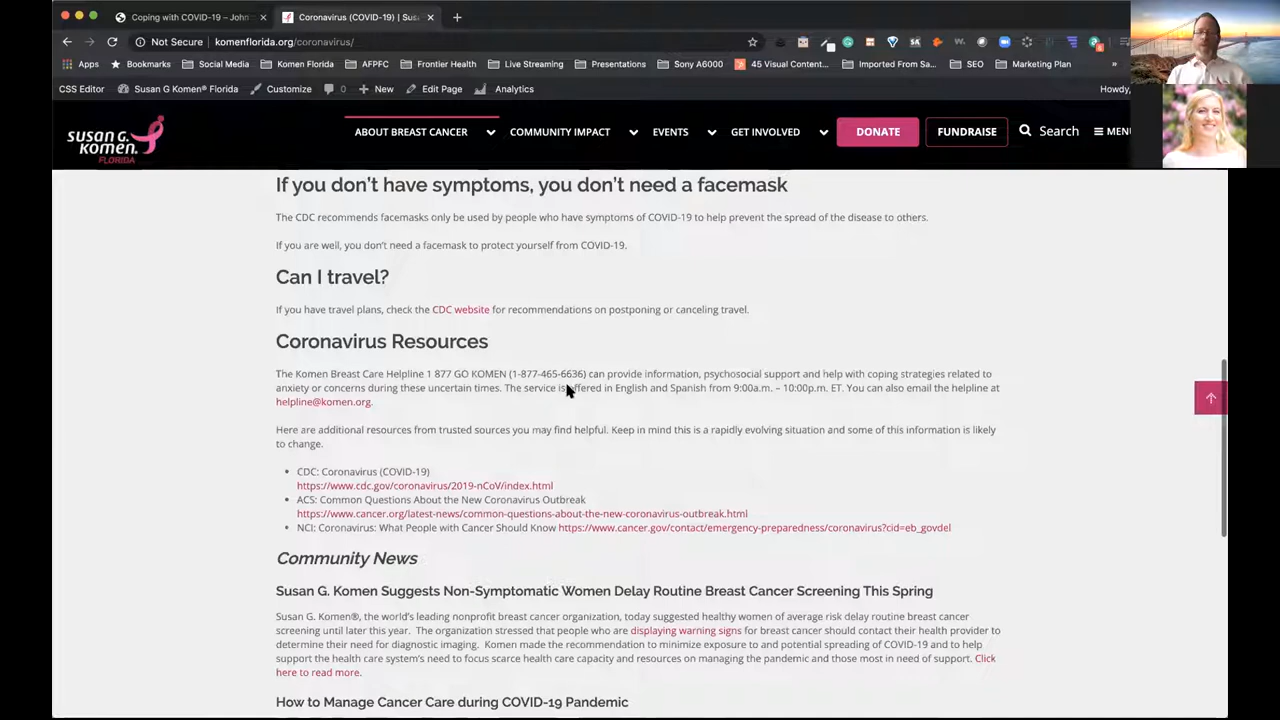 Coping with COVID-19 – John
Coronavirus (COVID-19) | Sus
Not Secure | komenflorida.org/coronavirus/
Apps Bookmarks Social Media Komen Florida AFPFC Frontier Health Live Streaming Presentations Sony A6000 45 Visual Content... Imported From Sa... SEO Marketing Plan »
CSS Editor Susan G Komen® Florida Customize 0 New Edit Page Analytics Howdy,
susan g. komen. FLORIDA
ABOUT BREAST CANCER COMMUNITY IMPACT EVENTS GET INVOLVED DONATE FUNDRAISE Search MENU
If you don't have symptoms, you don't need a facemask
The CDC recommends facemasks only be used by people who have symptoms of COVID-19 to help prevent the spread of the disease to others.
If you are well, you don't need a facemask to protect yourself from COVID-19.
Can I travel?
If you have travel plans, check the CDC website for recommendations on postponing or canceling travel.
Coronavirus Resources
The Komen Breast Care Helpline 1 877 GO KOMEN (1-877-465-6636) can provide information, psychosocial support and help with coping strategies related to
anxiety or concerns during these uncertain times. The service is offered in English and Spanish from 9:00a.m. – 10:00p.m. ET. You can also email the helpline at
helpline@komen.org.
Here are additional resources from trusted sources you may find helpful. Keep in mind this is a rapidly evolving situation and some of this information is likely
to change.
CDC: Coronavirus (COVID-19)
https://www.cdc.gov/coronavirus/2019-nCoV/index.html
ACS: Common Questions About the New Coronavirus Outbreak
https://www.cancer.org/latest-news/common-questions-about-the-new-coronavirus-outbreak.html
NCI: Coronavirus: What People with Cancer Should Know https://www.cancer.gov/contact/emergency-preparedness/coronavirus?cid=eb_govdel
Community News
Susan G. Komen Suggests Non-Symptomatic Women Delay Routine Breast Cancer Screening This Spring
Susan G. Komen®, the world's leading nonprofit breast cancer organization, today suggested healthy women of average risk delay routine breast cancer
screening until later this year. The organization stressed that people who are displaying warning signs for breast cancer should contact their health provider to
determine their need for diagnostic imaging. Komen made the recommendation to minimize exposure to and potential spreading of COVID-19 and to help
support the health care system's need to focus scarce health care capacity and resources on managing the pandemic and those most in need of support. Click
here to read more.
How to Manage Cancer Care during COVID-19 Pandemic